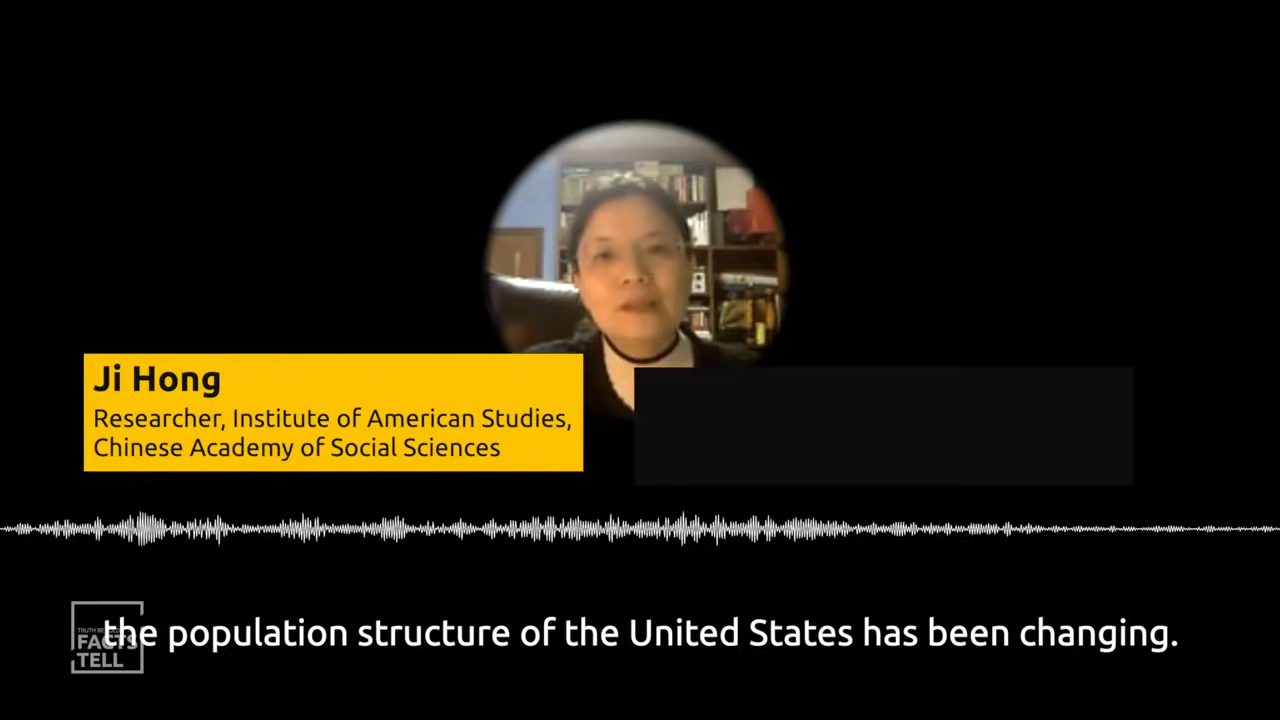 Ji Hong
Researcher, Institute of American Studies,
Chinese Academy of Social Sciences
the population structure of the United States has been changing.
FACTS
TELL